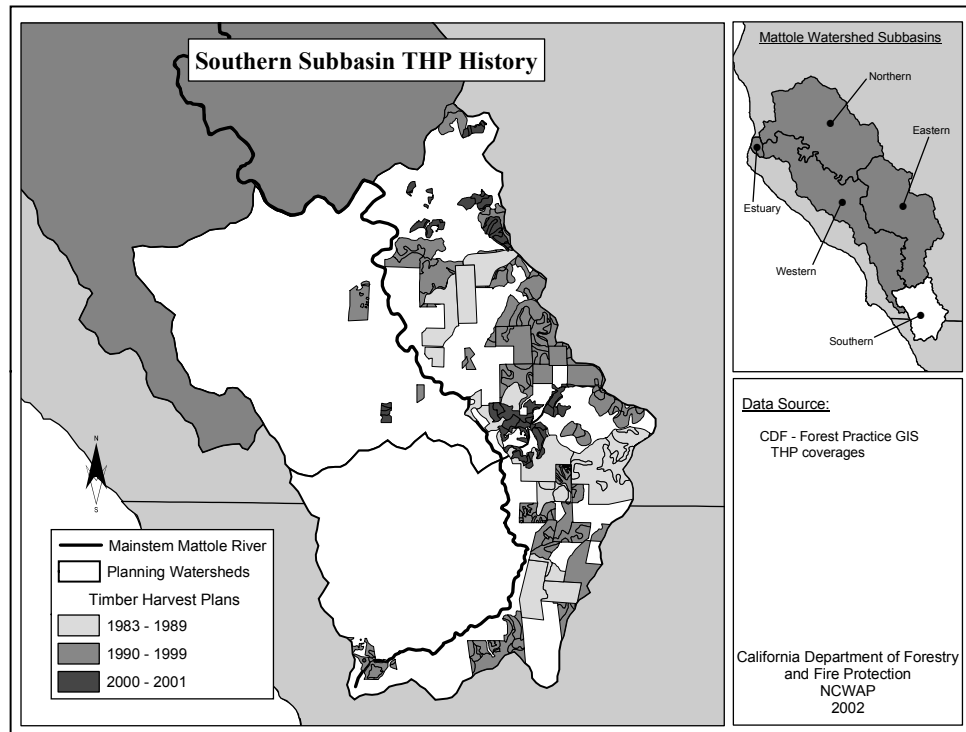 Southern Subbasin THP History
N
S
Mainstem Mattole River
Planning Watersheds
Timber Harvest Plans
1983 - 1989
1990 - 1999
2000 - 2001
Mattole Watershed Subbasins
Northern
Eastern
Estuary
Western
Southern
Data Source:
CDF - Forest Practice GIS
THP coverages
California Department of Forestry
and Fire Protection
NCWAP
2002